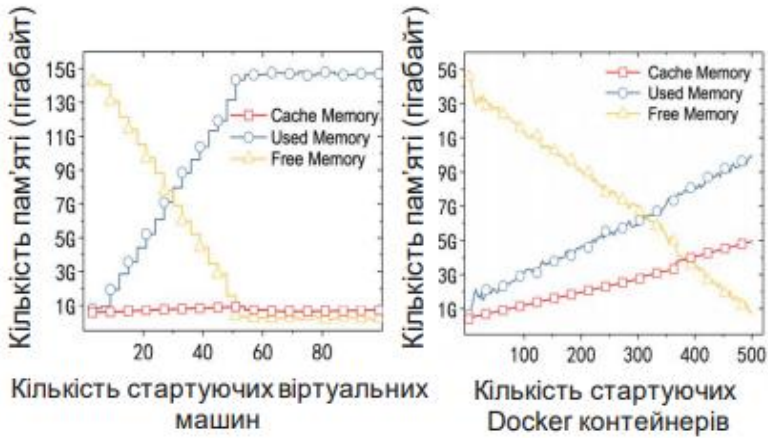 Кількість пам'яті (гігабайт)
15G
13G
11G
9G
7G
5G
3G
1G
Cache Memory
Used Memory
Free Memory
20 40 60 80
Кількість стартуючих віртуальних
машин
Кількість пам'яті (гігабайт)
5G
3G
1G
9G
7G
5G
3G
1G
Cache Memory
Used Memory
Free Memory
100 200 300 400 500
Кількість стартуючих
Docker контейнерів